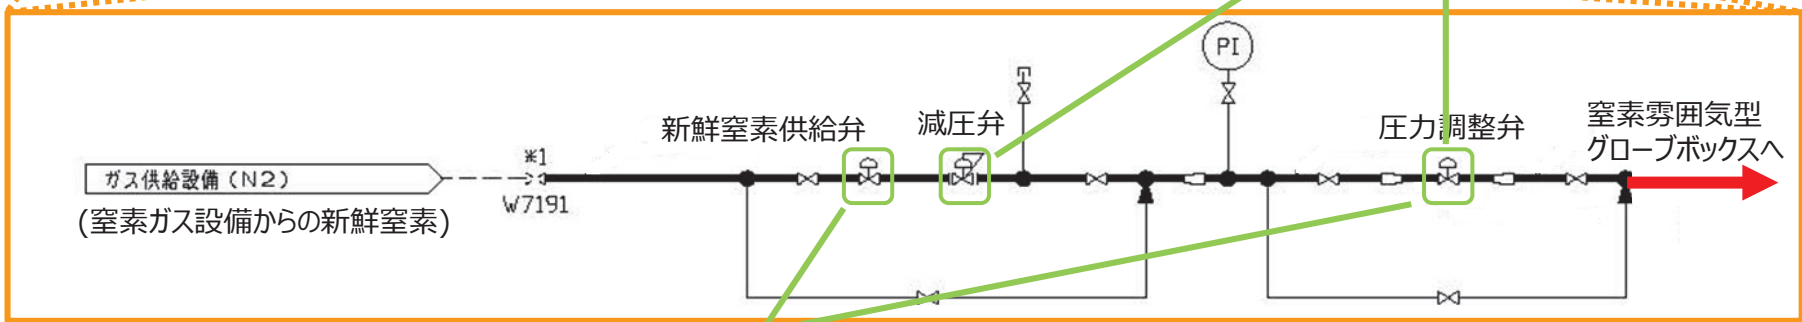 PI
新鮮窒素供給弁
減圧弁
圧力調整弁
窒素雰囲気型
グローブボックスへ
*1
ガス供給設備(N2)
W7191
(窒素ガス設備からの新鮮窒素)